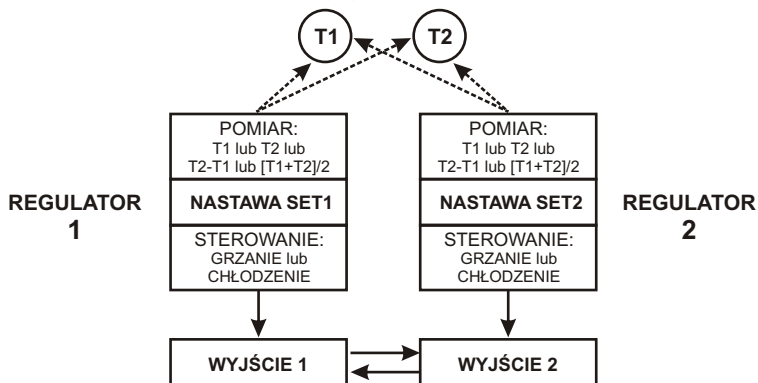 T1
T2
POMIAR:
T1 lub T2 lub
T2-T1 lub [T1+T2]/2
NASTAWA SET1
STEROWANIE:
GRZANIE lub
CHŁODZENIE
REGULATOR
1
POMIAR:
T1 lub T2 lub
T2-T1 lub [T1+T2]/2
NASTAWA SET2
STEROWANIE:
GRZANIE lub
CHŁODZENIE
REGULATOR
2
WYJŚCIE 1
WYJŚCIE 2